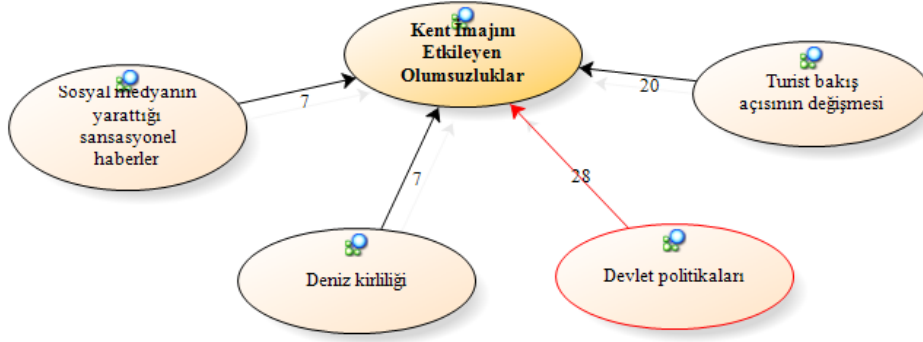 Kent İmajını
Etkileyen
Olumsuzluklar
Sosyal medyanın
yarattığı
sansasyonel
haberler
7
20
Turist bakış
açısının değişmesi
7
28
Deniz kirliliği
Devlet politikaları